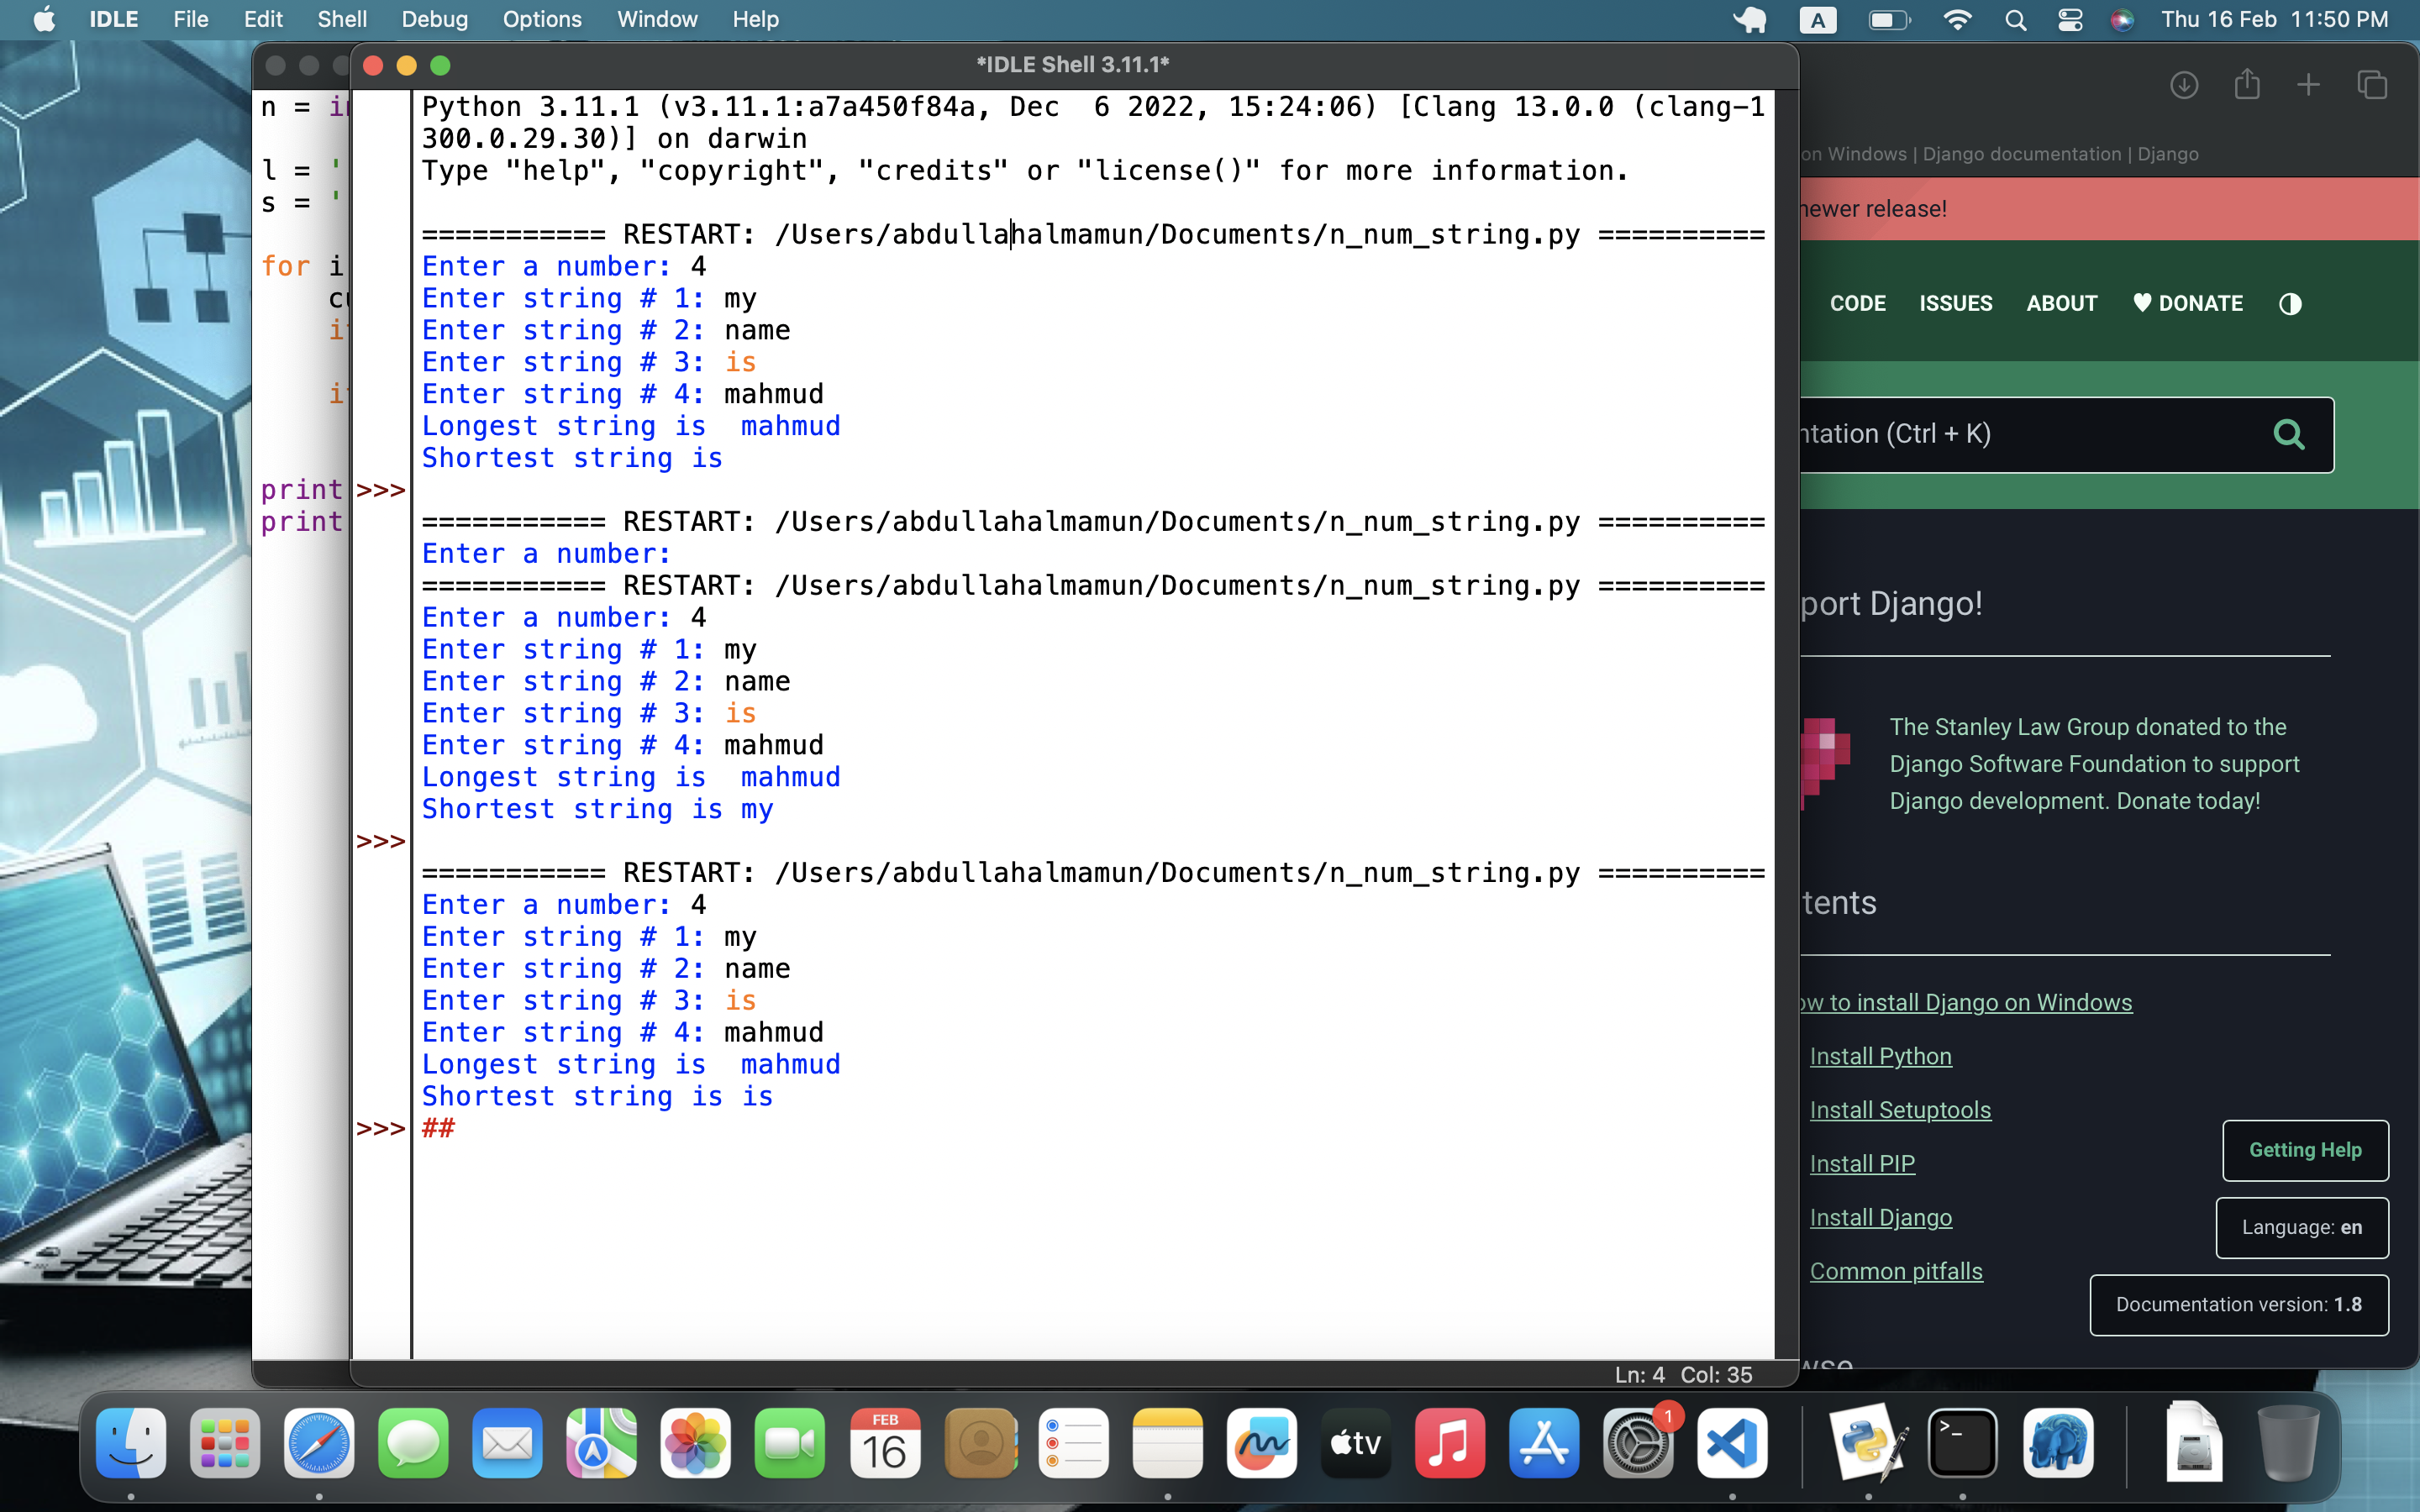 IDLE File Edit Shell Debug Options Window Help A Thu 16 Feb 11:50 PM
*IDLE Shell 3.11.1*
n =
l = '
s = '
for i
print
print
Python 3.11.1 (v3.11.1:a7a450f84a, Dec  6 2022, 15:24:06) [Clang 13.0.0 (clang-1
300.0.29.30)] on darwin
Type "help", "copyright", "credits" or "license()" for more information.
=========== RESTART: /Users/abdullahalmamun/Documents/n_num_string.py ==========
Enter a number: 4
Enter string # 1: my
Enter string # 2: name
Enter string # 3: is
Enter string # 4: mahmud
Longest string is  mahmud
Shortest string is
>>>
=========== RESTART: /Users/abdullahalmamun/Documents/n_num_string.py ==========
Enter a number:
=========== RESTART: /Users/abdullahalmamun/Documents/n_num_string.py ==========
Enter a number: 4
Enter string # 1: my
Enter string # 2: name
Enter string # 3: is
Enter string # 4: mahmud
Longest string is  mahmud
Shortest string is my
>>>
=========== RESTART: /Users/abdullahalmamun/Documents/n_num_string.py ==========
Enter a number: 4
Enter string # 1: my
Enter string # 2: name
Enter string # 3: is
Enter string # 4: mahmud
Longest string is  mahmud
Shortest string is is
>>> ##
Ln: 4 Col: 35
on Windows | Django documentation | Django
newer release!
CODE ISSUES ABOUT ♥ DONATE
ntation (Ctrl + K)
port Django!
The Stanley Law Group donated to the
Django Software Foundation to support
Django development. Donate today!
tents
ow to install Django on Windows
Install Python
Install Setuptools
Install PIP
Install Django
Common pitfalls
Getting Help
Language: en
Documentation version: 1.8
FEB
16
tv
1
>_